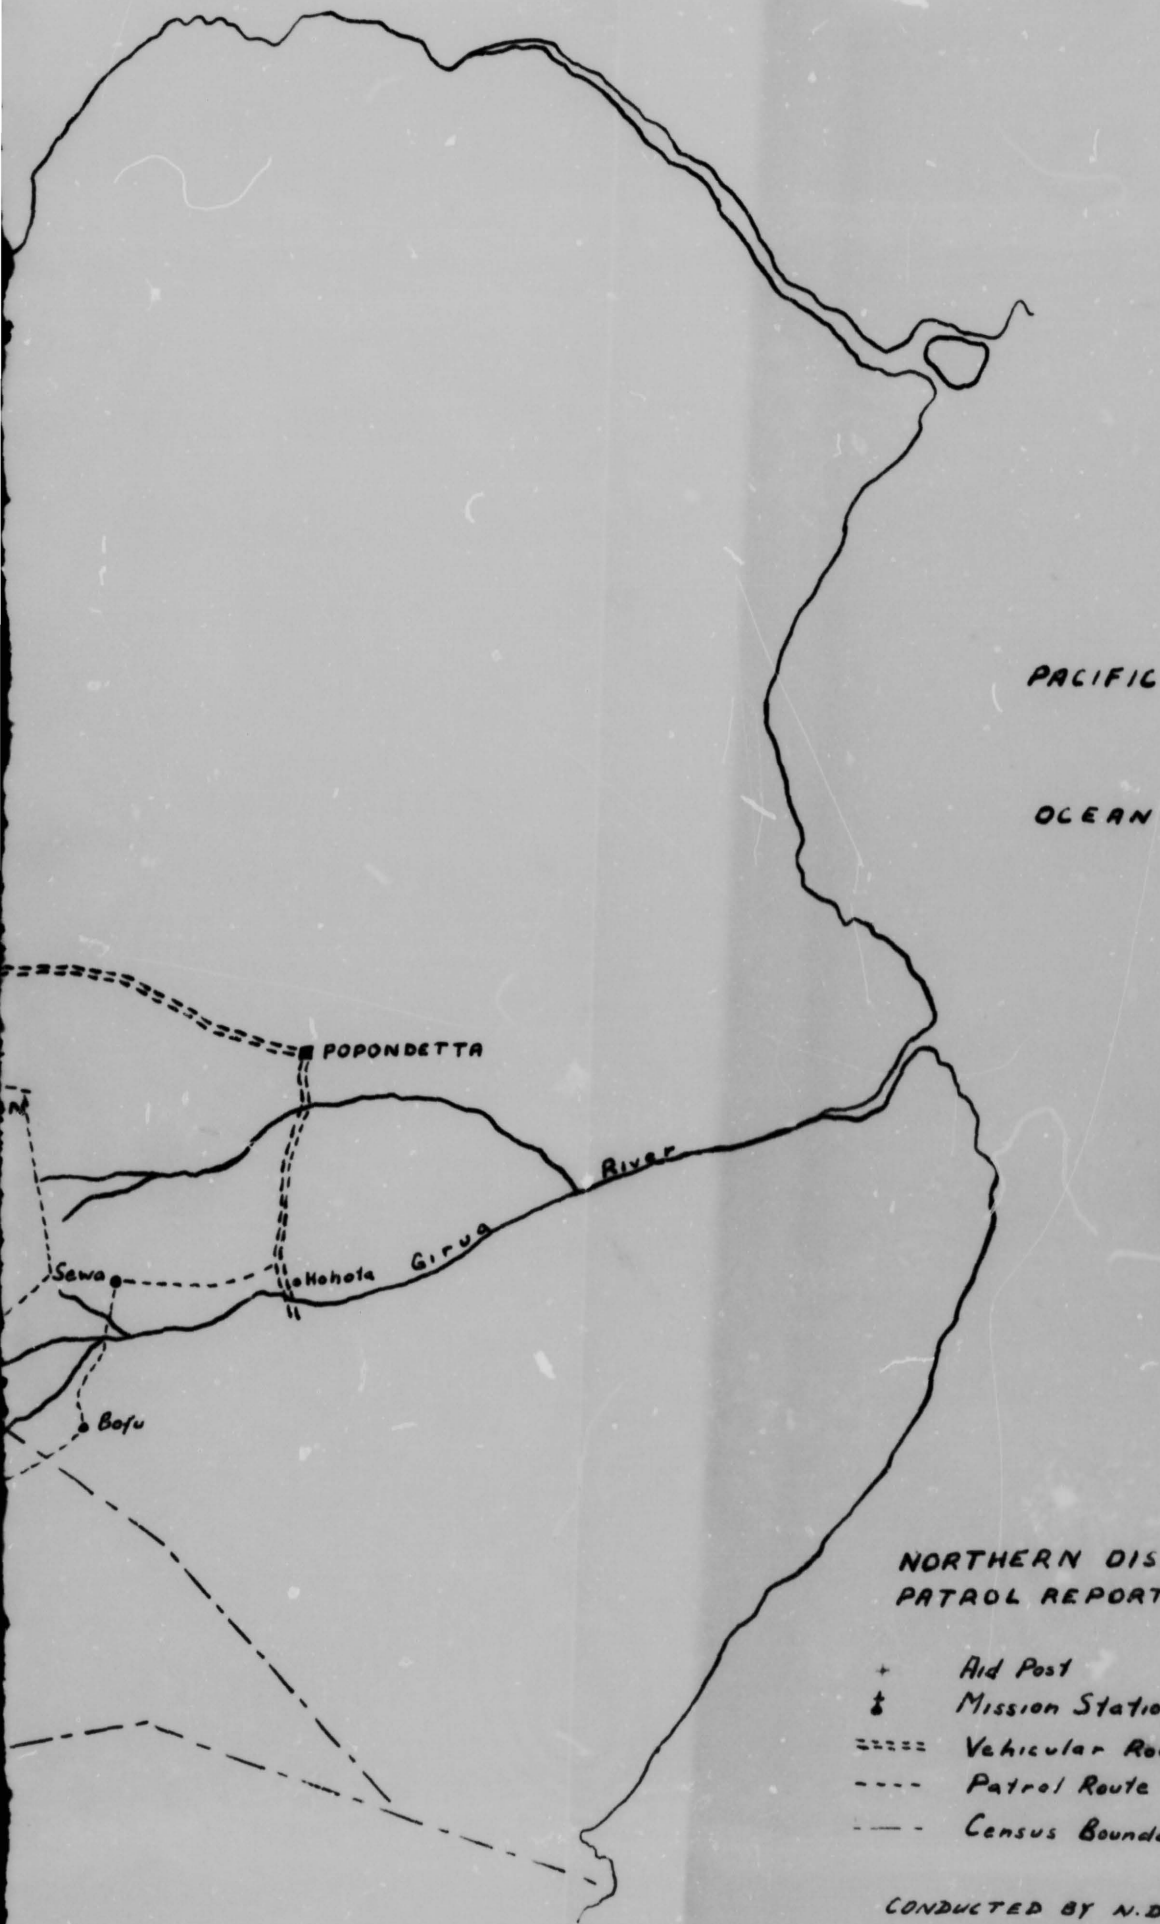 PACIFIC
OCEAN
POPONDETTA
N
River
Girua
Sewa
Hohota
Bofu
NORTHERN DIS
PATROL REPORT
Aid Post
Mission Statio
Vehicular Ro
Patrol Route
Census Bounda
CONDUCTED BY N.D